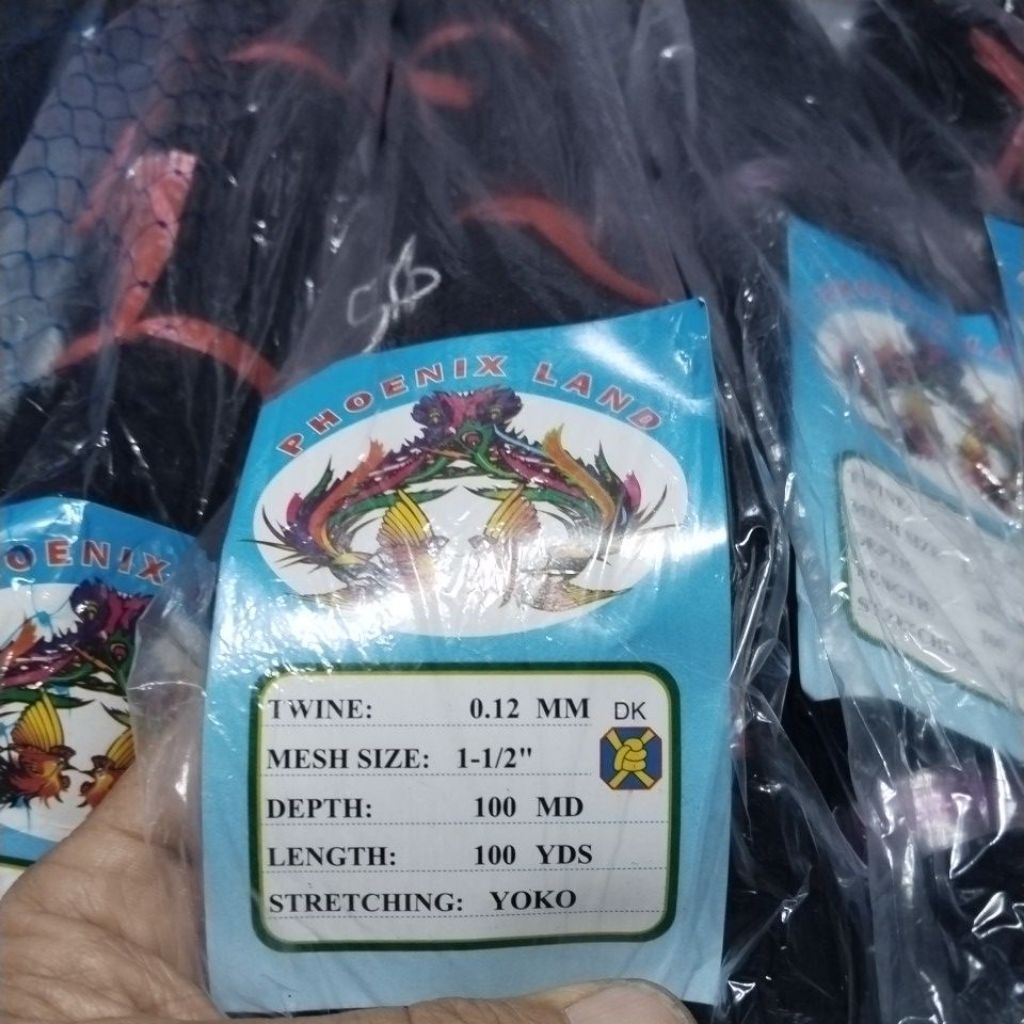 PHOENIX LAND
TWINE: 0.12 MM DK
MESH SIZE: 1-1/2"
DEPTH: 100 MD
LENGTH: 100 YDS
STRETCHING: YOKO
OENIX